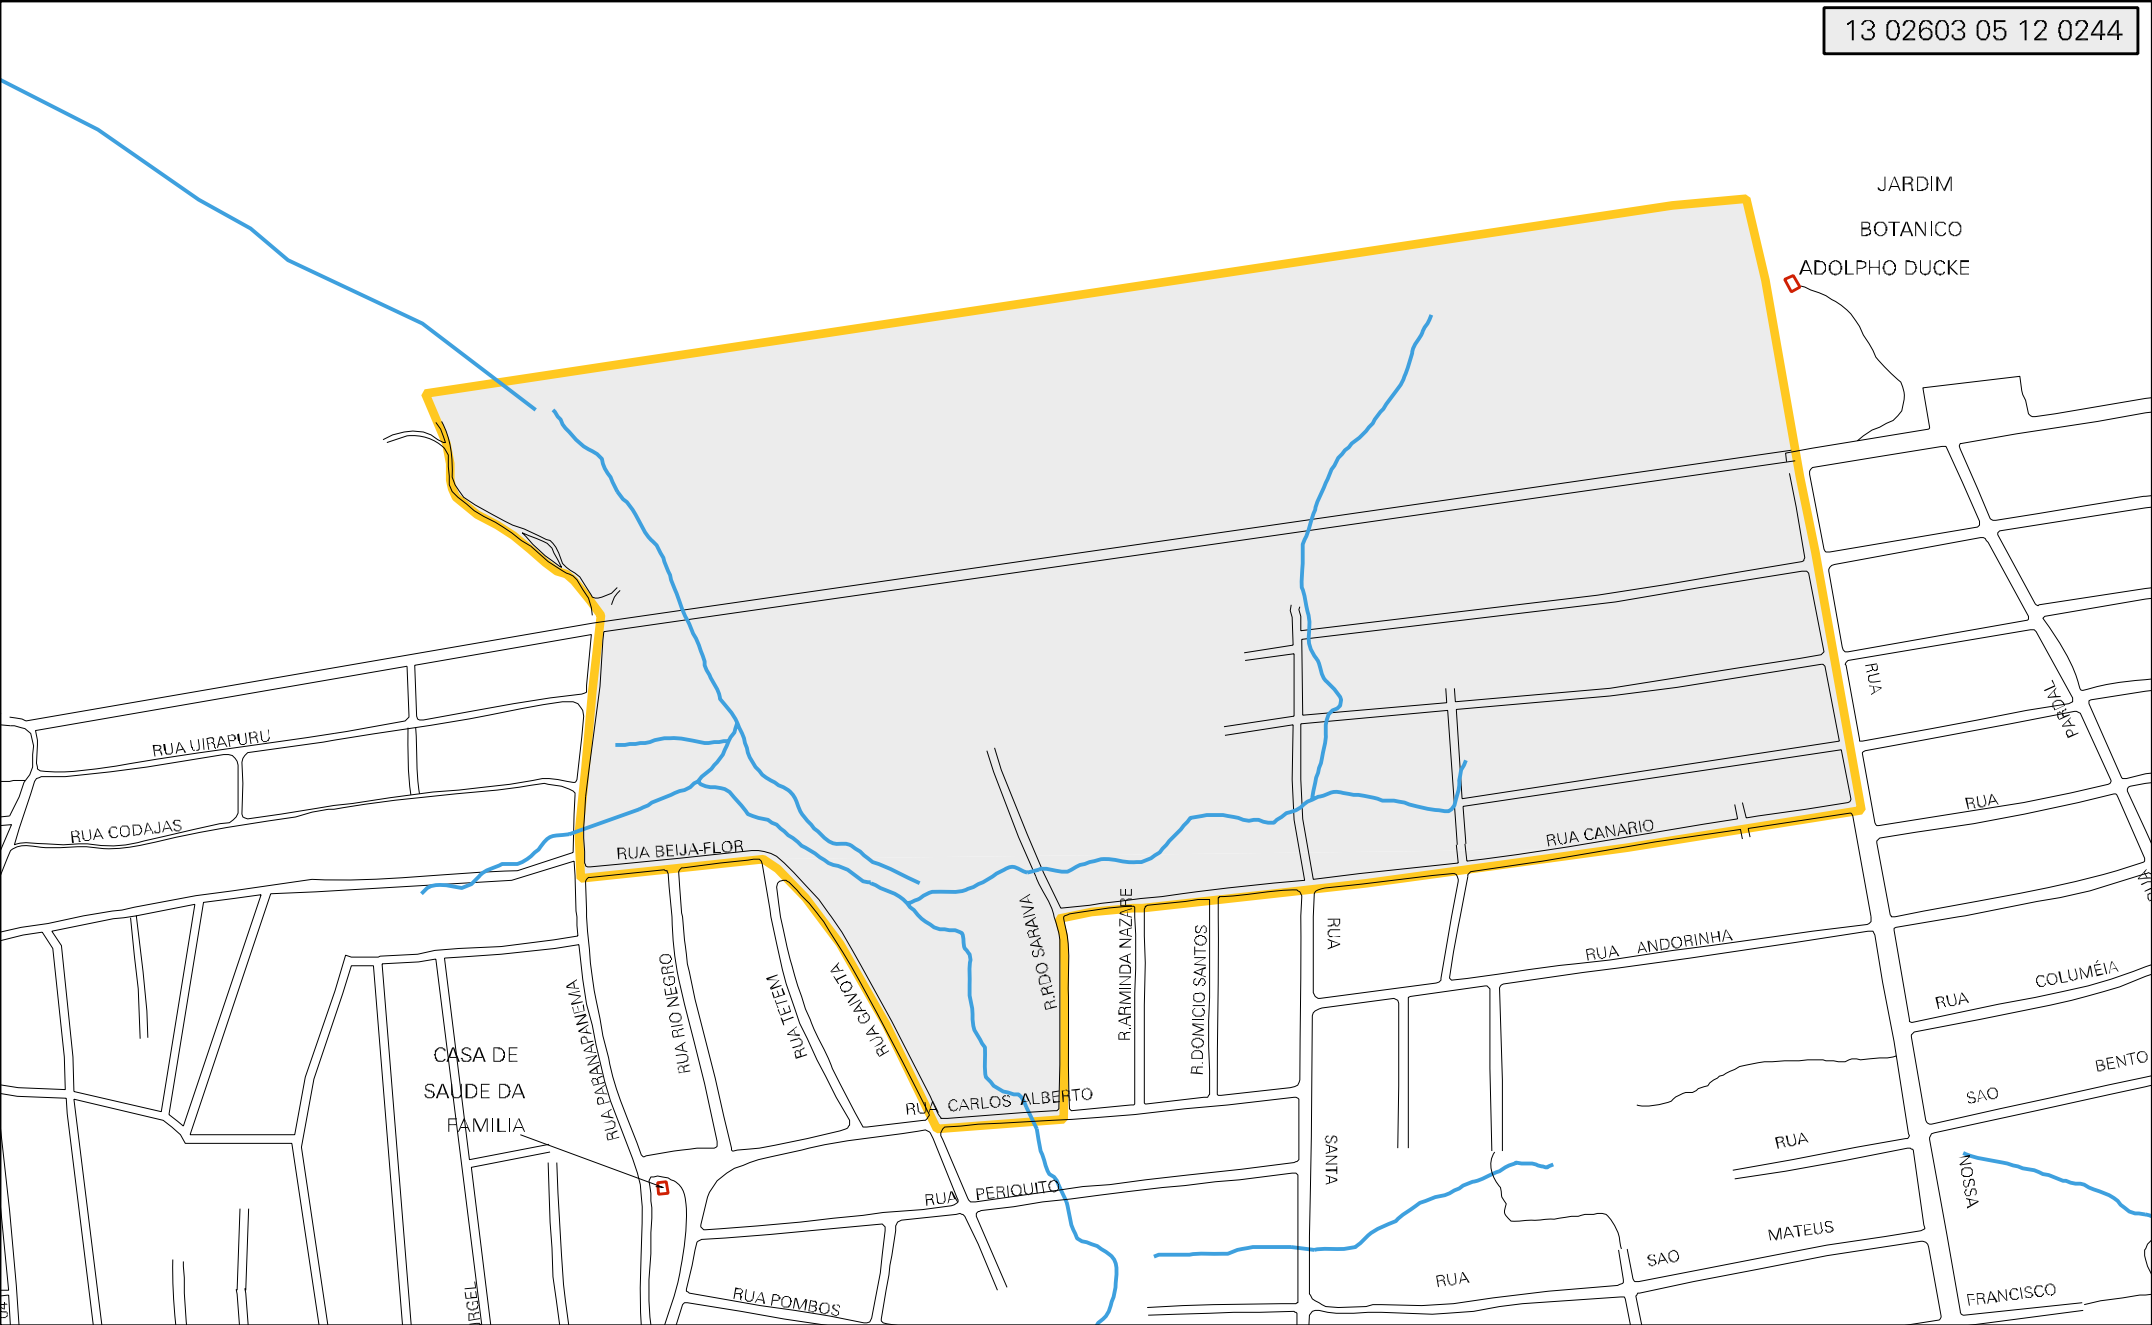 13 02603 05 12 0244
JARDIM
BOTANICO
ADOLPHO DUCKE
RUA UIRAPURU
RUA CODAJAS
RUA BEIJA-FLOR
RUA CANARIO
RUA
PARDAL
RUA
RUA
RUA ANDORINHA
RUA COLUMÉIA
R.RDO SARAIVA
R.ARMINDA NAZARE
R.DOMICIO SANTOS
RUA
SANTA
RUA PARANAPANEMA
RUA RIO NEGRO
RUA TETEM
RUA GAIVOTA
CASA DE
SAUDE DA
FAMILIA
RUA CARLOS ALBERTO
RUA PERIQUITO
RUA POMBOS
RUA SAO BENTO
NOSSA
RUA SAO MATEUS
FRANCISCO